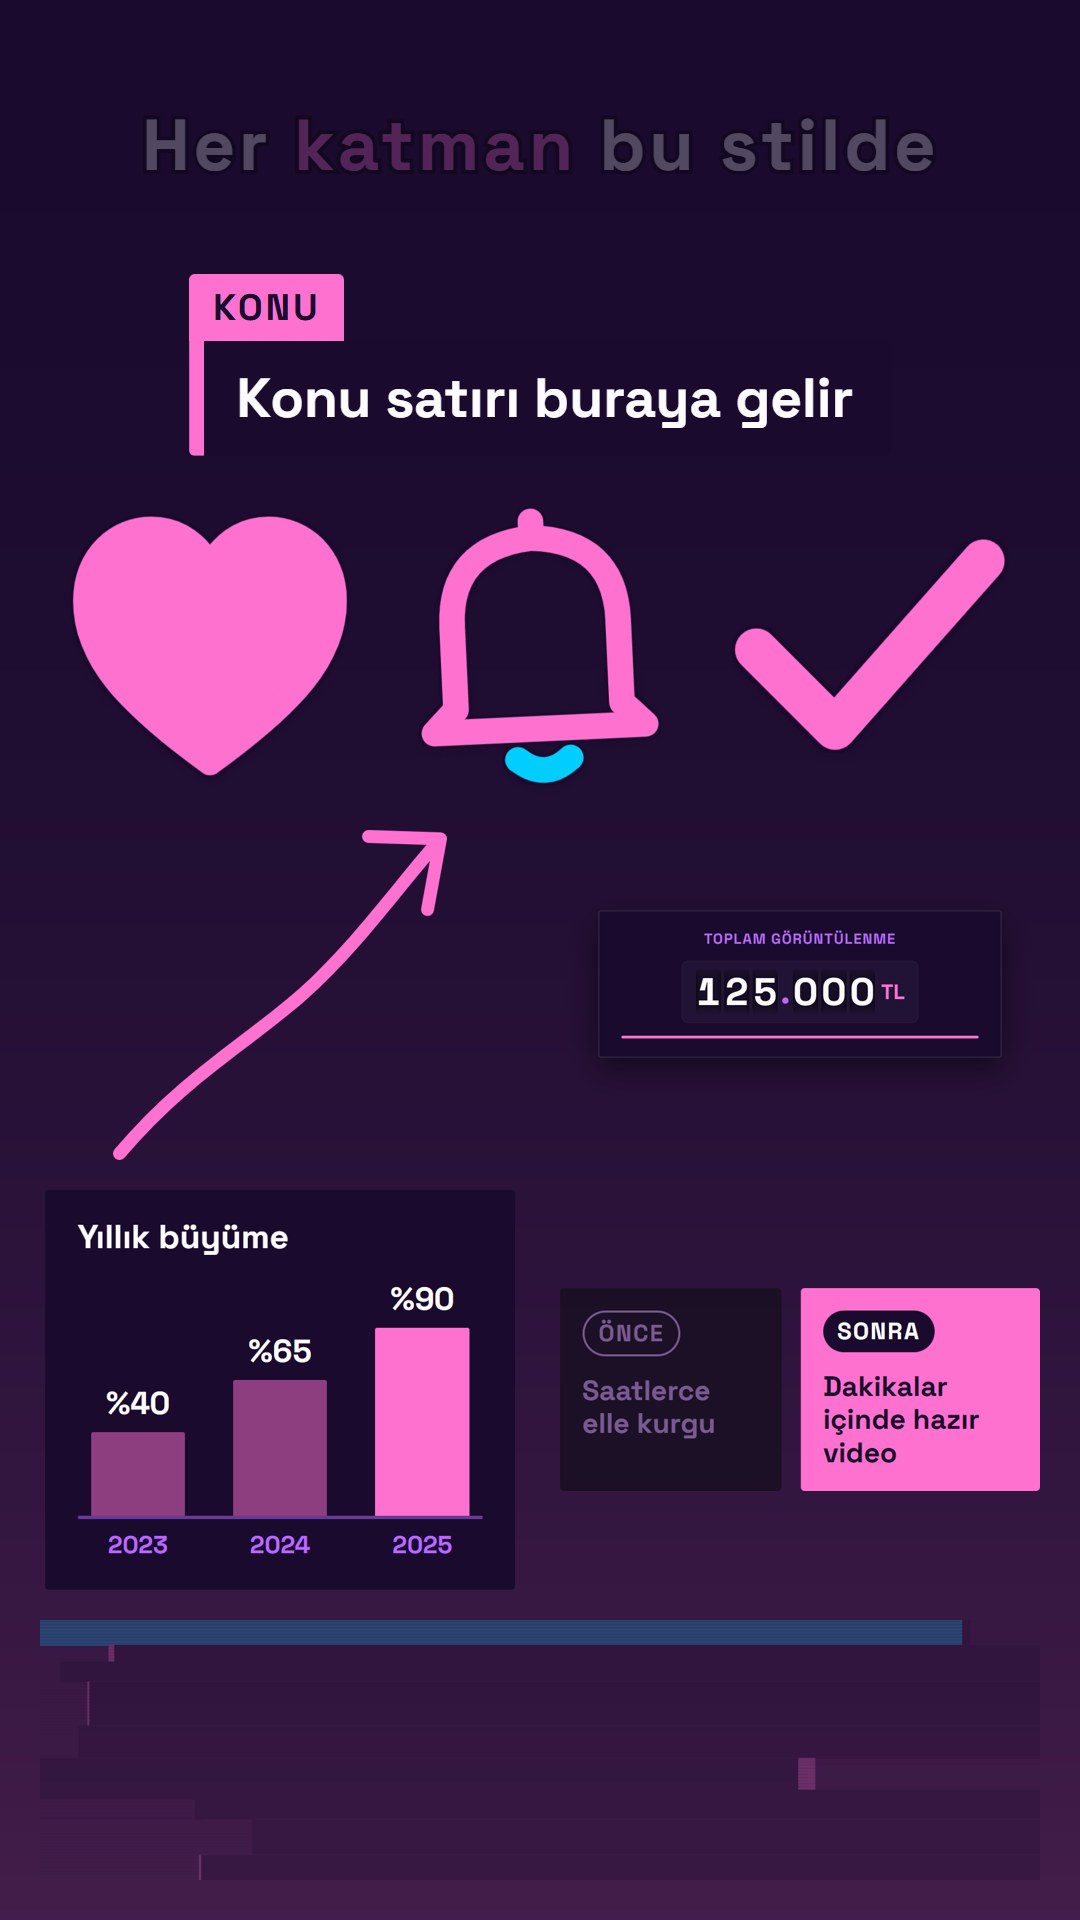 Her katman bu stilde
KONU
Konu satırı buraya gelir
TOPLAM GÖRÜNTÜLENME
125.000 TL
Yıllık büyüme
%40
%65
%90
2023
2024
2025
ÖNCE
Saatlerce
elle kurgu
SONRA
Dakikalar
içinde hazır
video